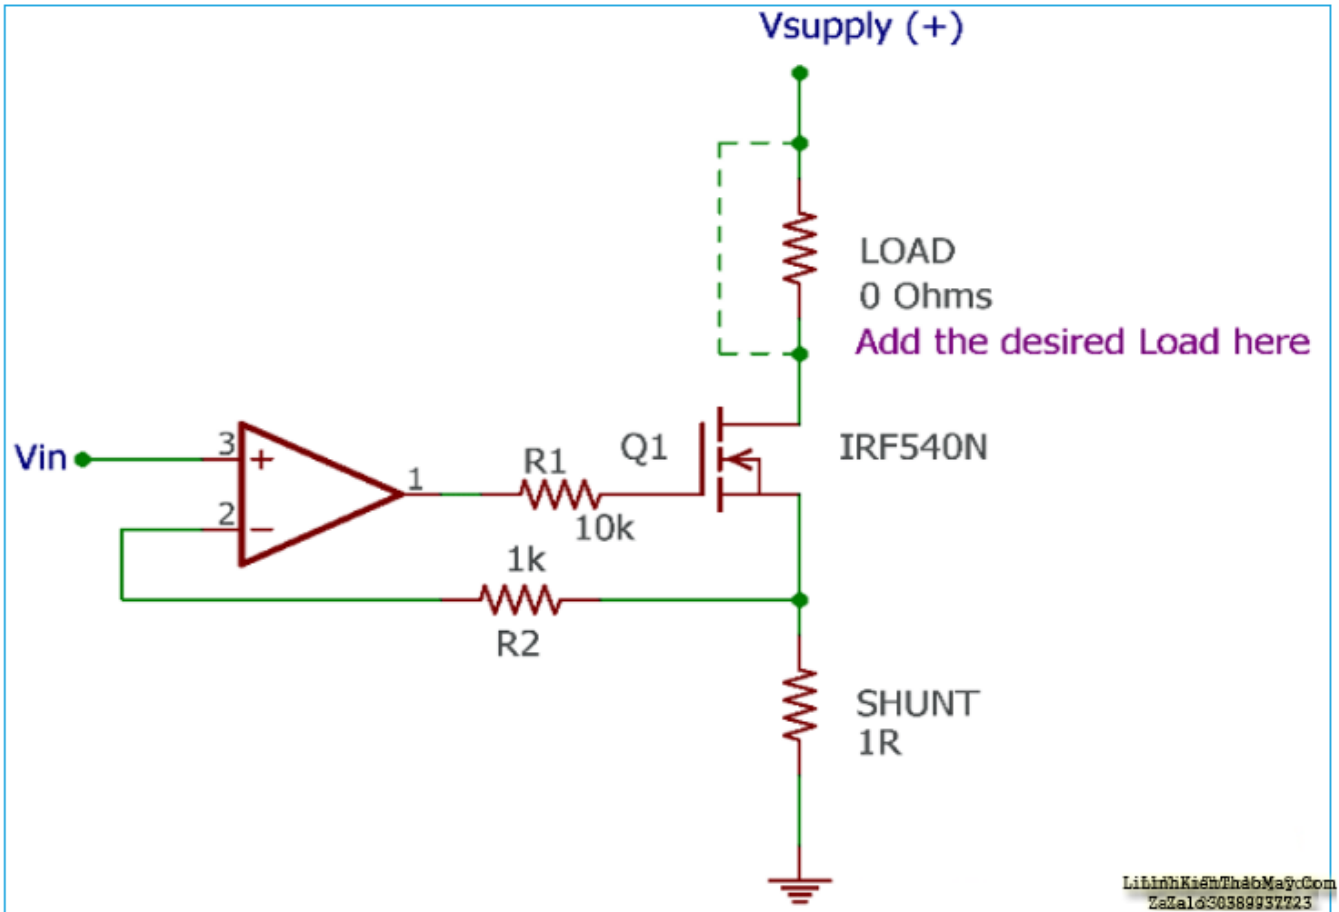 Vsupply (+)
LOAD
0 Ohms
Add the desired Load here
Vin
3
+
2
−
1
R1
10k
Q1
IRF540N
1k
R2
SHUNT
1R